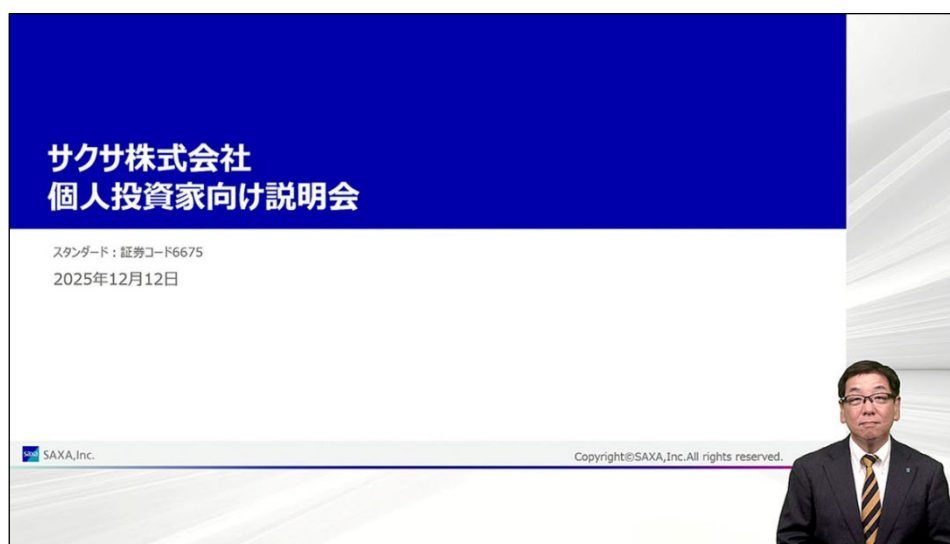 サクサ株式会社
個人投資家向け説明会
スタンダード：証券コード6675
2025年12月12日
saxa SAXA,Inc.
Copyright©SAXA,Inc.All rights reserved.